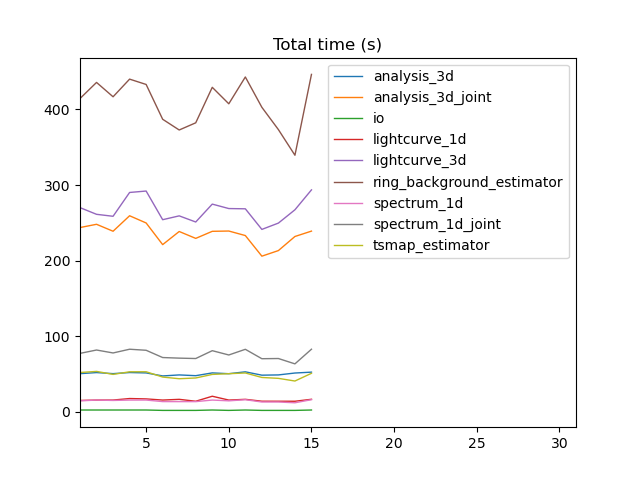 Total time (s)
analysis_3d
analysis_3d_joint
io
lightcurve_1d
lightcurve_3d
ring_background_estimator
spectrum_1d
spectrum_1d_joint
tsmap_estimator
400
300
200
100
0
5 10 15 20 25 30